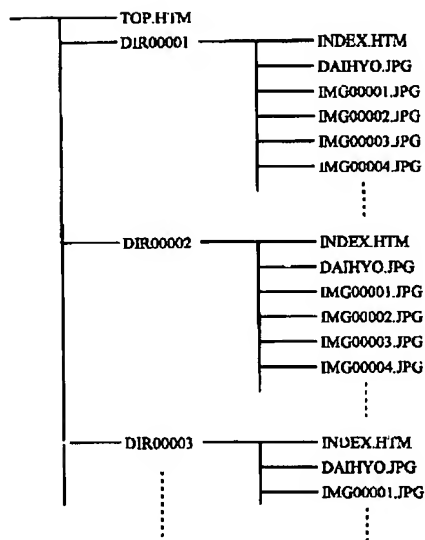 TOP.HTM
DIR00001
INDEX.HTM
DAIHYO.JPG
IMG00001.JPG
IMG00002.JPG
IMG00003.JPG
IMG00004.JPG
DIR00002
INDEX.HTM
DAIHYO.JPG
IMG00001.JPG
IMG00002.JPG
IMG00003.JPG
IMG00004.JPG
DIR00003
INDEX.HTM
DAIHYO.JPG
IMG00001.JPG